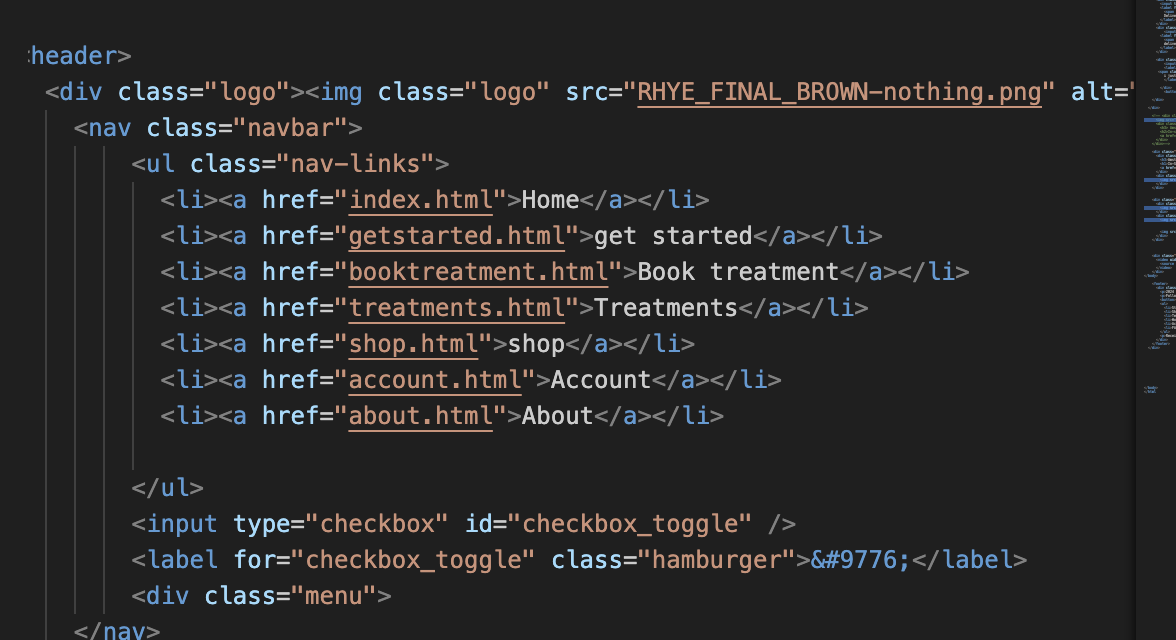 header>
<div class="logo"><img class="logo" src="RHYE_FINAL_BROWN-nothing.png" alt="
<nav class="navbar">
<ul class="nav-links">
<li><a href="index.html">Home</a></li>
<li><a href="getstarted.html">get started</a></li>
<li><a href="booktreatment.html">Book treatment</a></li>
<li><a href="treatments.html">Treatments</a></li>
<li><a href="shop.html">shop</a></li>
<li><a href="account.html">Account</a></li>
<li><a href="about.html">About</a></li>
</ul>
<input type="checkbox" id="checkbox_toggle" />
<label for="checkbox_toggle" class="hamburger">&#9776;</label>
<div class="menu">
</nav>